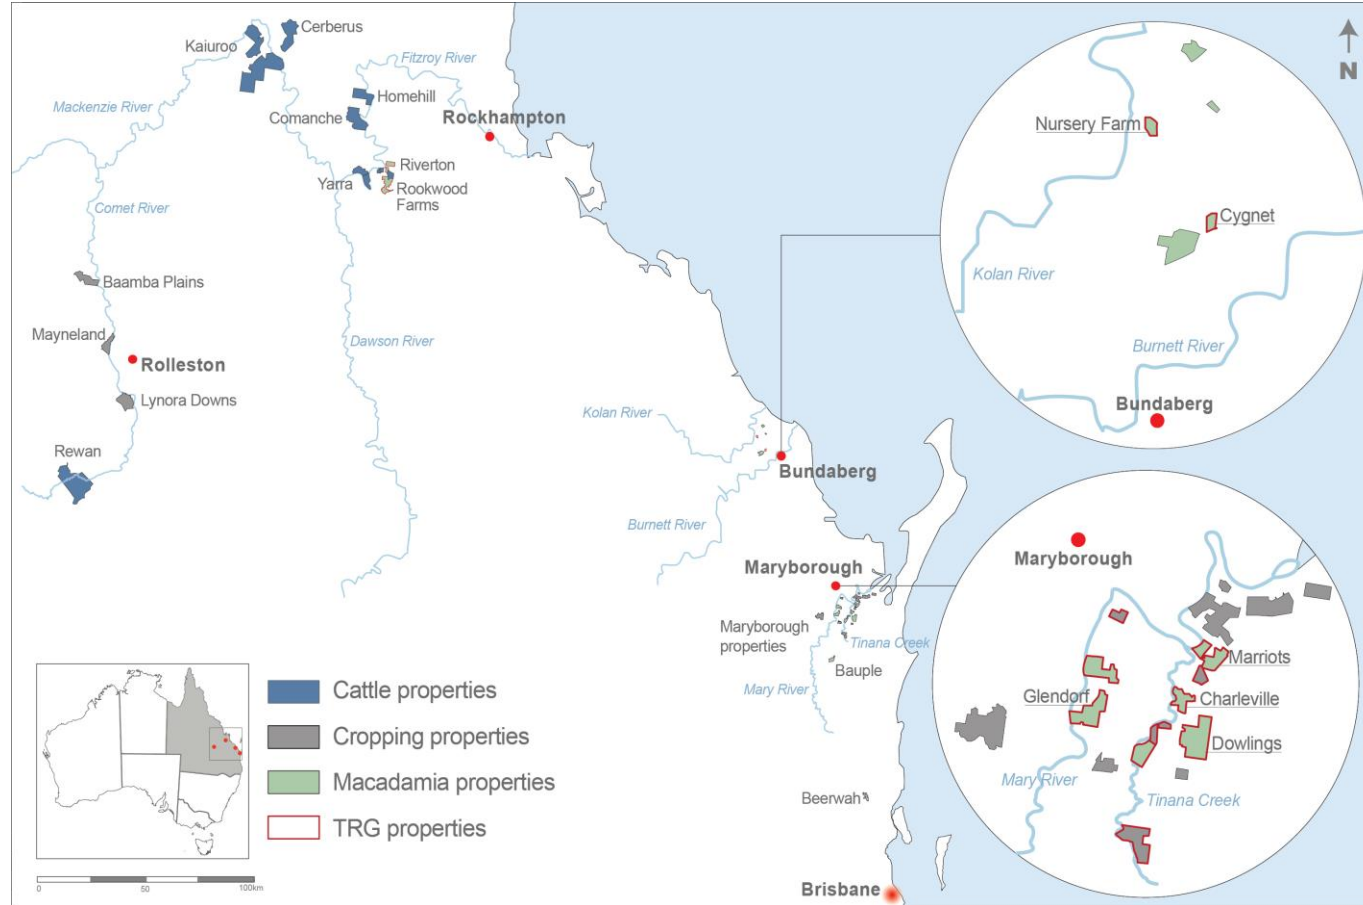 Cerberus
Kaiuroo
Fitzroy River
Mackenzie River
Homehill
Comanche
Rockhampton
Riverton
Yarra
Rookwood
Farms
Comet River
Baamba Plains
Mayneland
Rolleston
Dawson River
Lynora Downs
Rewan
Kolan River
Bundaberg
Burnett River
Maryborough
Maryborough
properties
Tinana Creek
Bauple
Mary River
Beerwah
Brisbane
N
Nursery Farm
Cygnet
Kolan River
Burnett River
Bundaberg
Maryborough
Marriots
Glendorf
Charleville
Dowlings
Mary River
Tinana Creek
Cattle properties
Cropping properties
Macadamia properties
TRG properties
0 50 100km